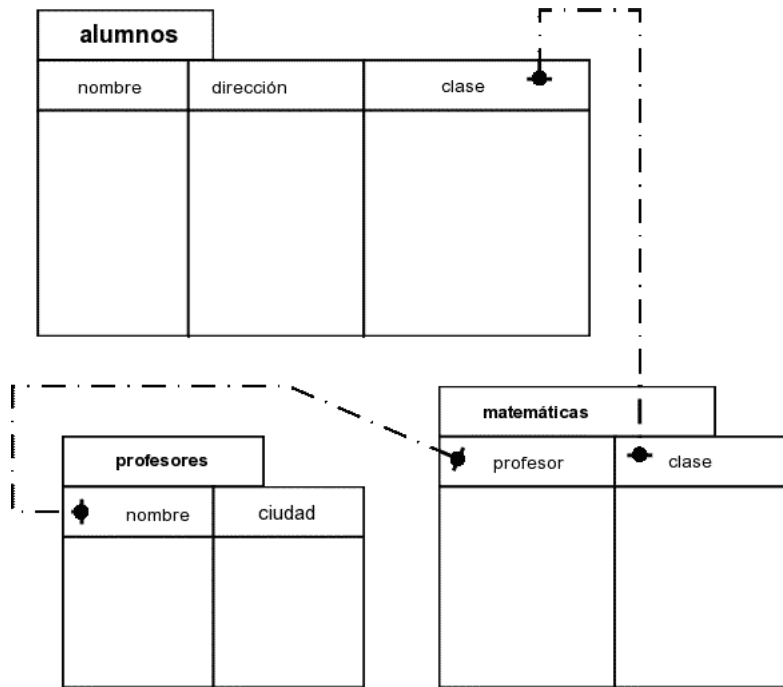 alumnos
nombre dirección clase
matemáticas
profesor clase
profesores
nombre ciudad